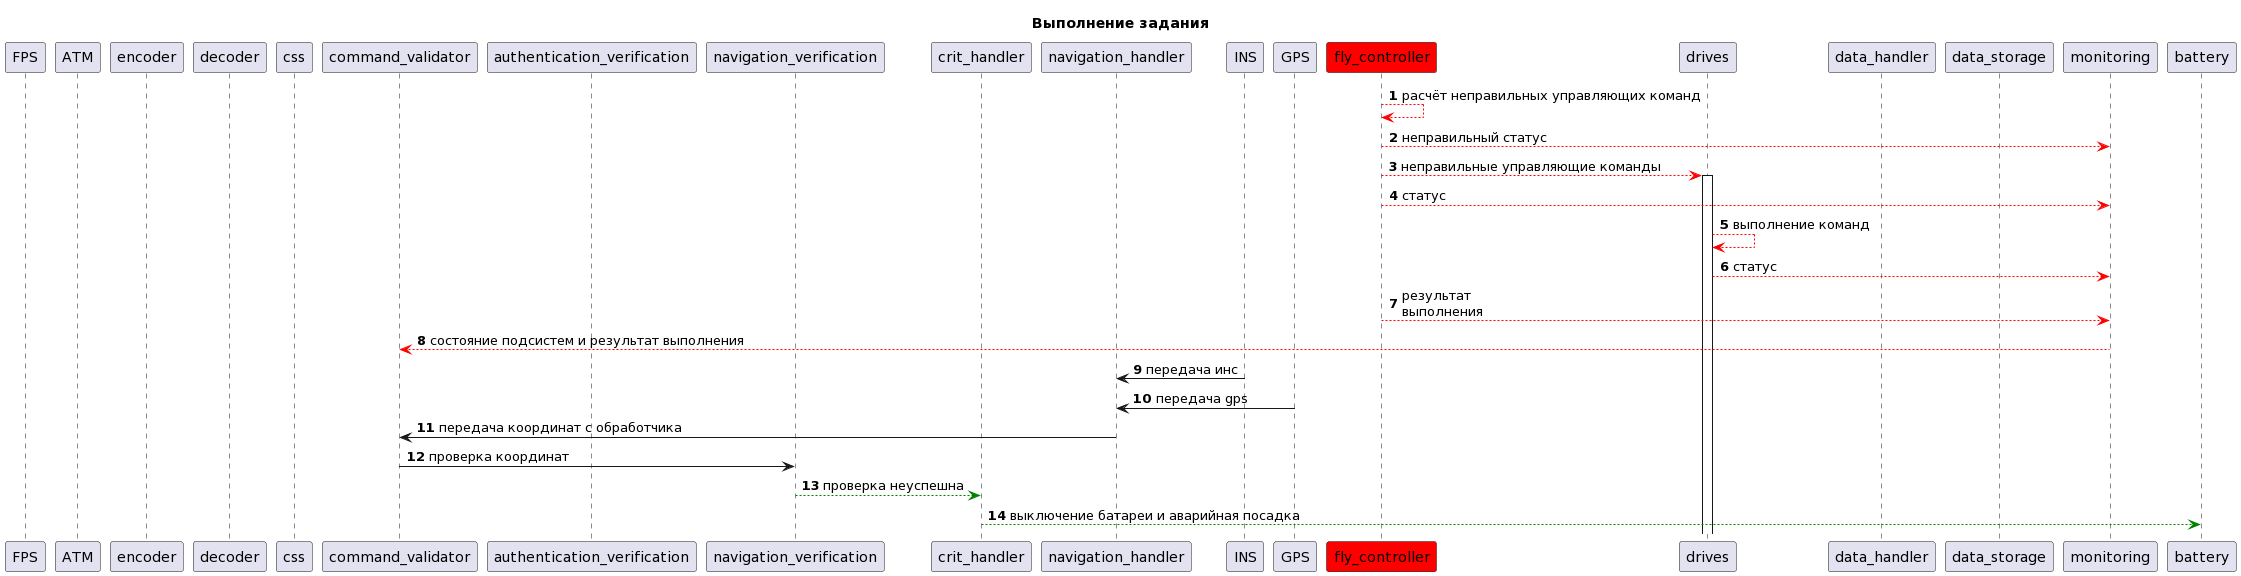 Выполнение задания
FPS ATM encoder decoder css command_validator authentication_verification navigation_verification crit_handler navigation_handler INS GPS fly_controller drives data_handler data_storage monitoring battery
1 расчёт неправильных управляющих команд
2 неправильный статус
3 неправильные управляющие команды
4 статус
5 выполнение команд
6 статус
7 результат
выполнения
8 состояние подсистем и результат выполнения
9 передача инс
10 передача gps
11 передача координат с обработчика
12 проверка координат
13 проверка неуспешна
14 выключение батареи и аварийная посадка
FPS ATM encoder decoder css command_validator authentication_verification navigation_verification crit_handler navigation_handler INS GPS fly_controller drives data_handler data_storage monitoring battery